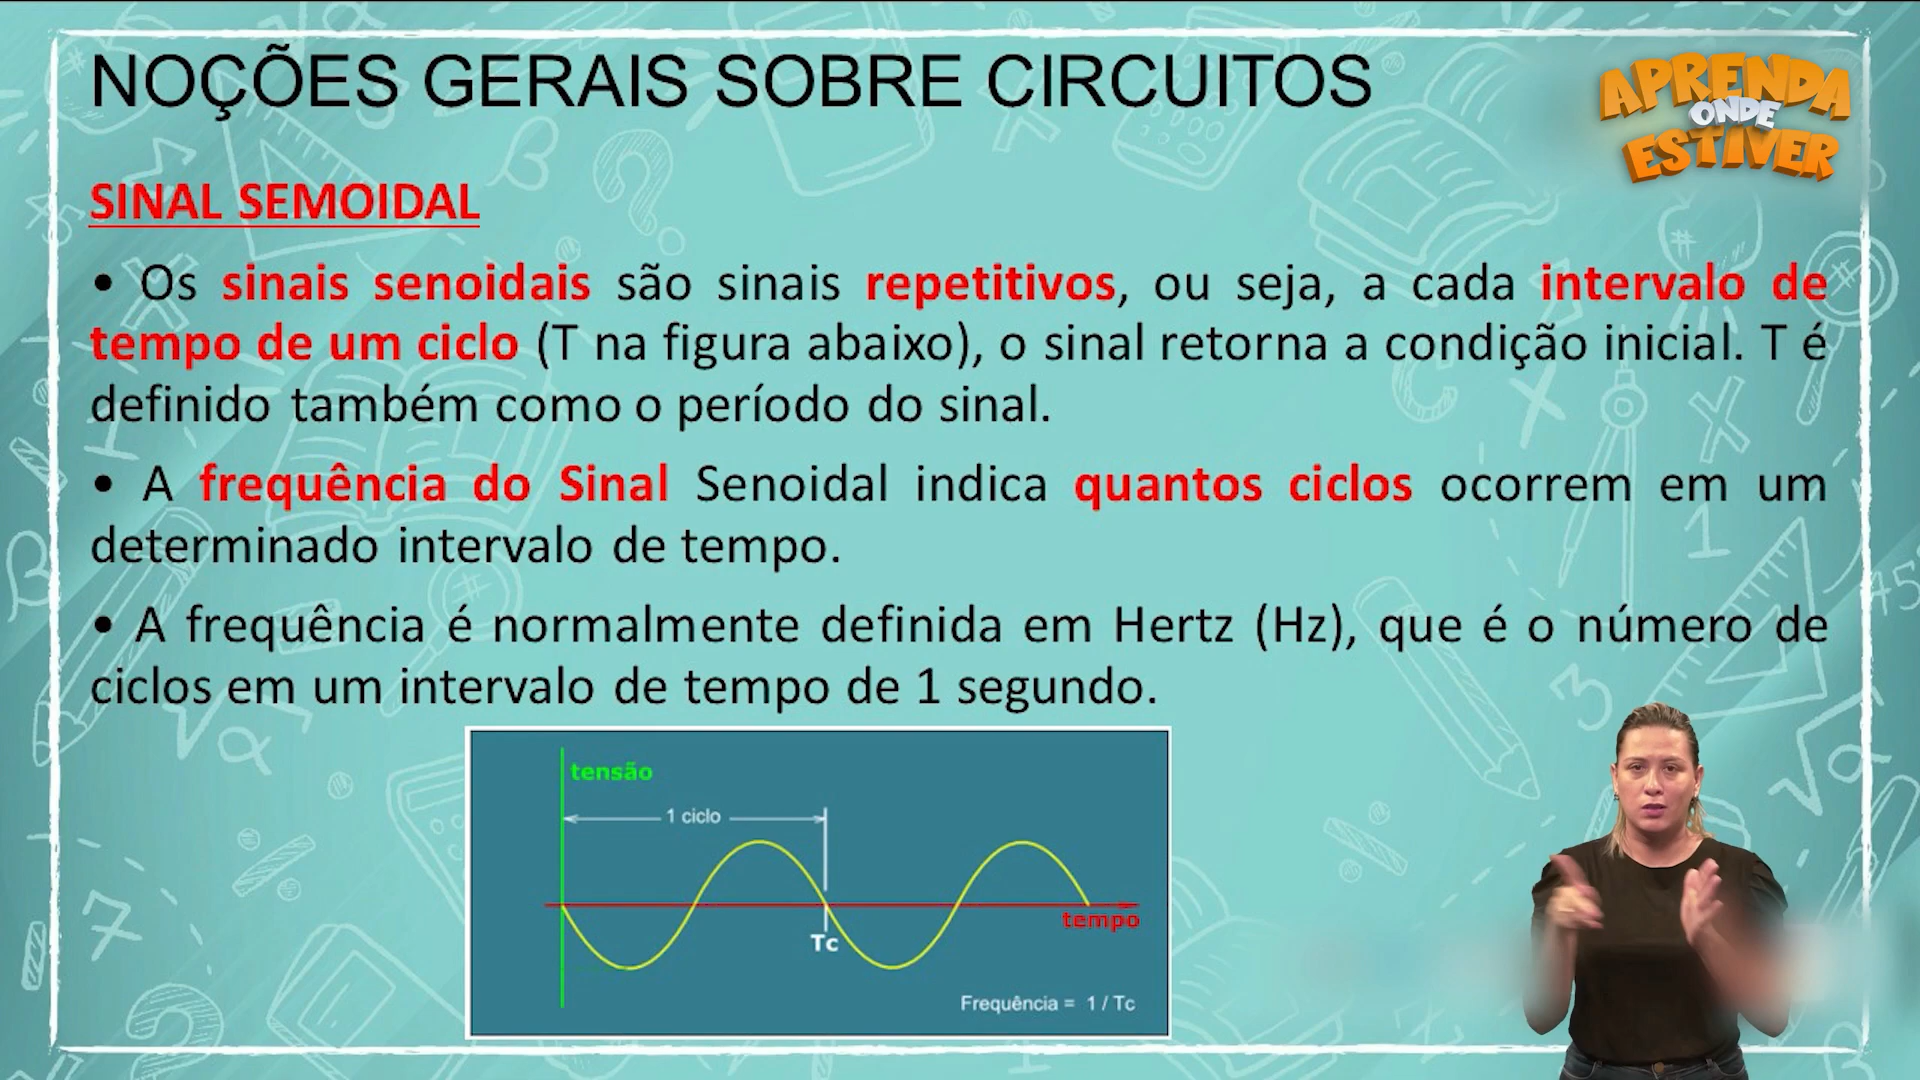 NOÇÕES GERAIS SOBRE CIRCUITOS
APRENDA
ONDE
ESTIVER
SINAL SEMOIDAL
• Os sinais senoidais são sinais repetitivos, ou seja, a cada intervalo de
tempo de um ciclo (T na figura abaixo), o sinal retorna a condição inicial. T é
definido também como o período do sinal.
• A frequência do Sinal Senoidal indica quantos ciclos ocorrem em um
determinado intervalo de tempo.
• A frequência é normalmente definida em Hertz (Hz), que é o número de
ciclos em um intervalo de tempo de 1 segundo.
tensão
1 ciclo
tempo
Tc
Frequência = 1 / Tc